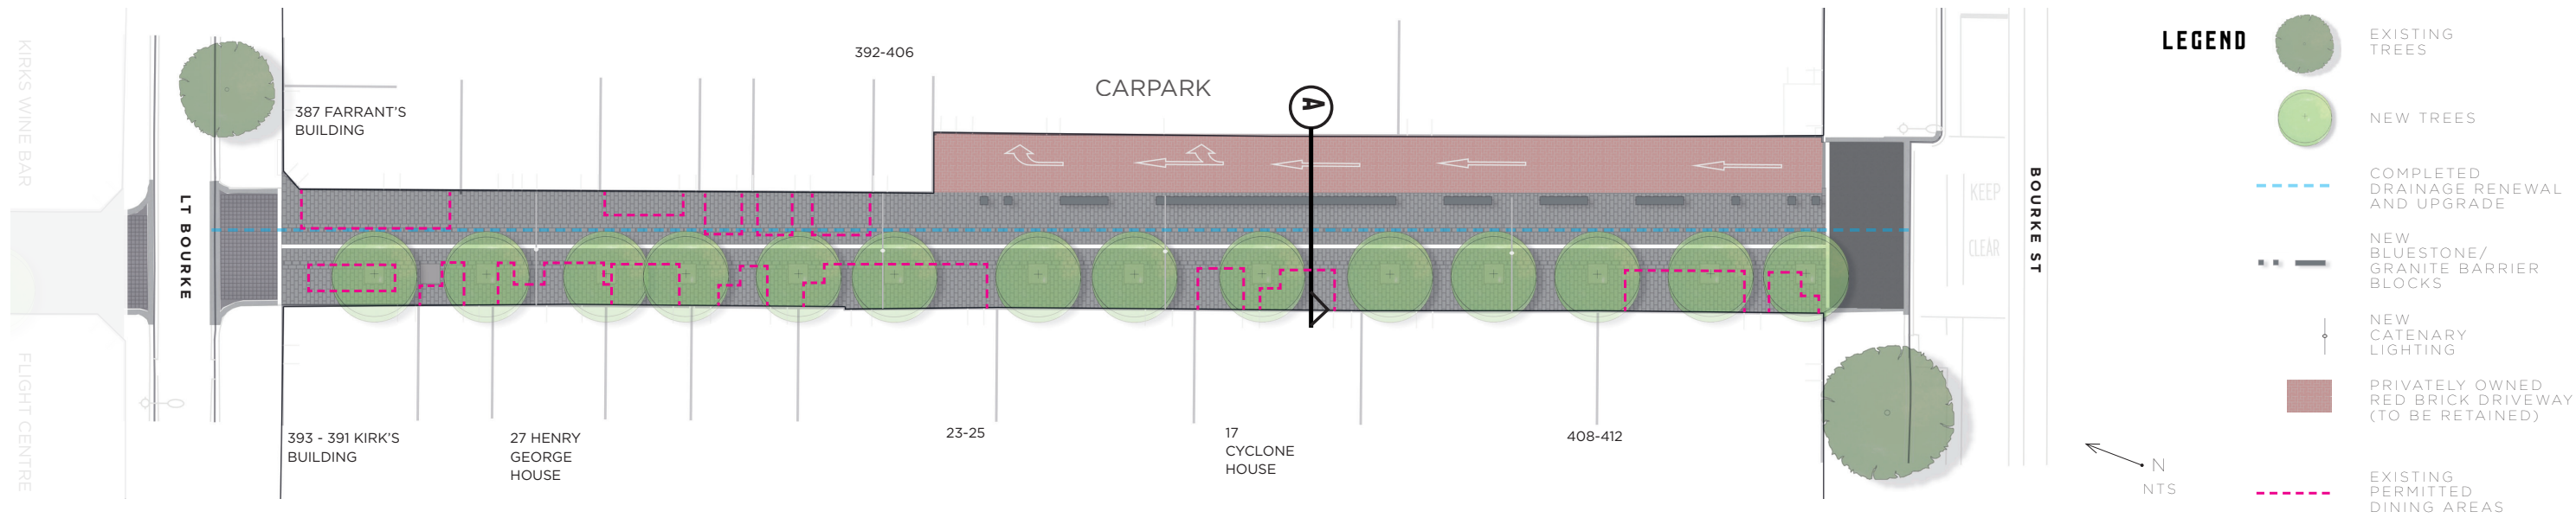 KIRKS WINE BAR
FLIGHT CENTRE
LT BOURKE
387 FARRANT'S
BUILDING
392-406
CARPARK
A
393 - 391 KIRK'S
BUILDING
27 HENRY
GEORGE
HOUSE
23-25
17
CYCLONE
HOUSE
408-412
KEEP
CLEAR
BOURKE ST
N
NTS
LEGEND
EXISTING
TREES
NEW TREES
COMPLETED
DRAINAGE RENEWAL
AND UPGRADE
NEW
BLUESTONE/
GRANITE BARRIER
BLOCKS
NEW
CATENARY
LIGHTING
PRIVATELY OWNED
RED BRICK DRIVEWAY
(TO BE RETAINED)
EXISTING
PERMITTED
DINING AREAS